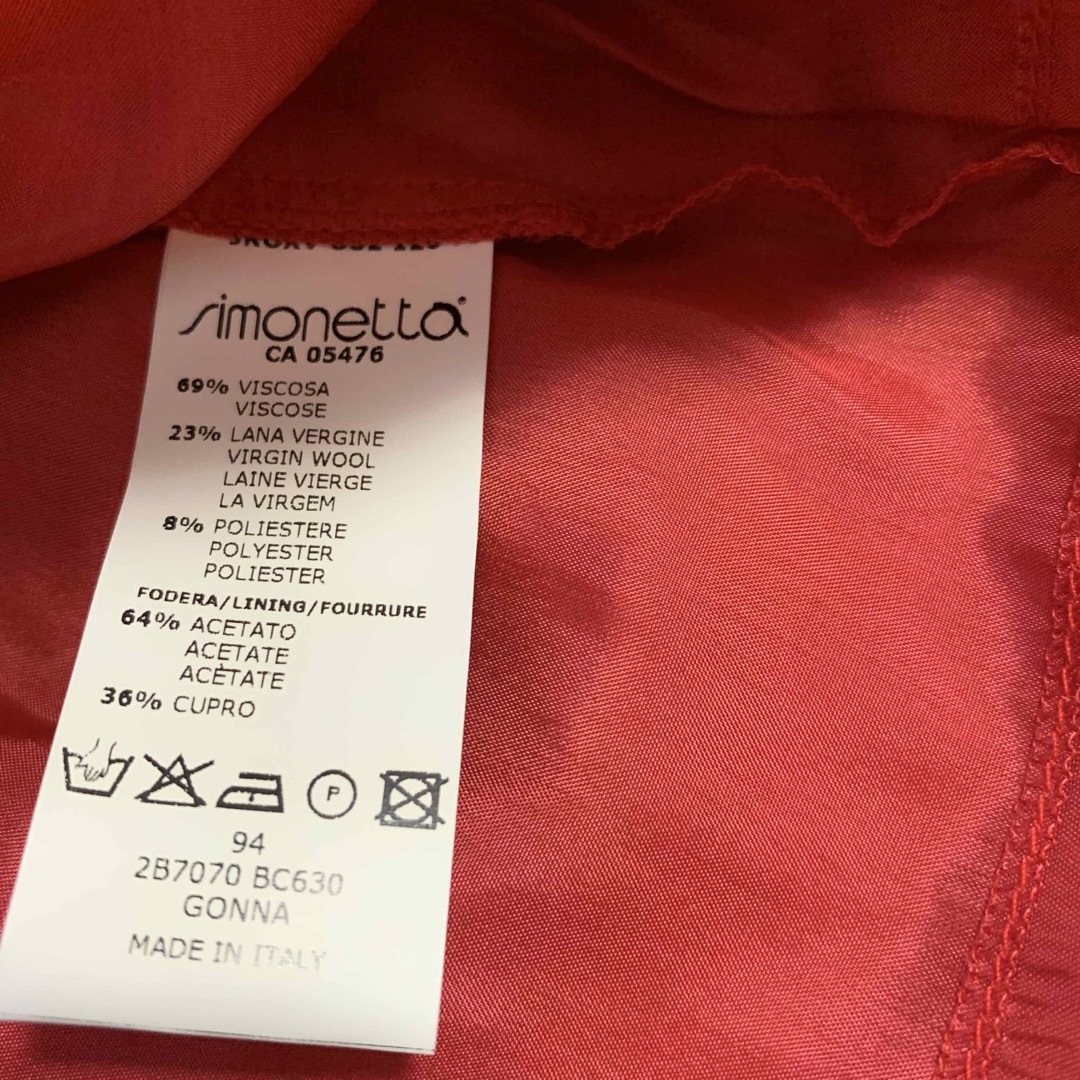 simonetta®
CA 05476
69% VISCOSA
VISCOSE
23% LANA VERGINE
VIRGIN WOOL
LAINE VIERGE
LA VIRGEM
8% POLIESTERE
POLYESTER
POLIESTER
FODERA/LINING/FOURRURE
64% ACETATO
ACETATE
ACÈTATE
36% CUPRO
P
94
2B7070 BC630
GONNA
MADE IN ITALY